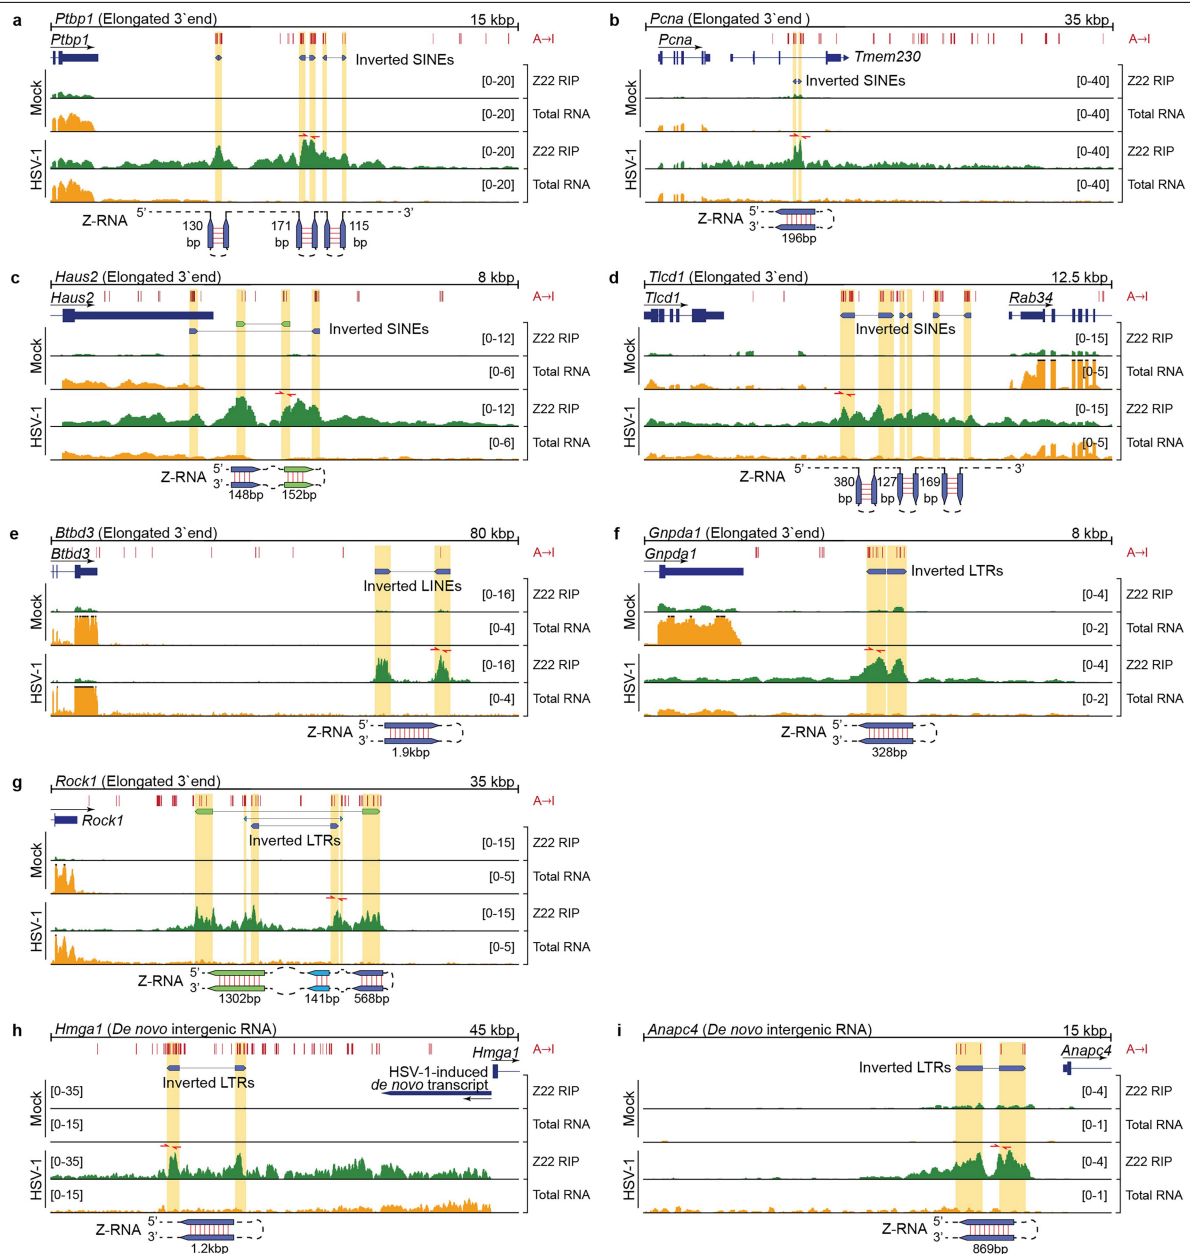 a
Ptbp1 (Elongated 3`end)
15 kbp
Ptbp1
A→I
Inverted SINEs
Mock
[0-20]
Z22 RIP
[0-20]
Total RNA
HSV-1
[0-20]
Z22 RIP
[0-20]
Total RNA
Z-RNA
5'
3'
130 bp
171 bp
115 bp
b
Pcna (Elongated 3`end)
35 kbp
Pcna
A→I
Tmem230
Inverted SINEs
Mock
[0-40]
Z22 RIP
[0-40]
Total RNA
HSV-1
[0-40]
Z22 RIP
[0-40]
Total RNA
Z-RNA
5'
3'
196bp
c
Haus2 (Elongated 3`end)
8 kbp
Haus2
A→I
Inverted SINEs
Mock
[0-12]
Z22 RIP
[0-6]
Total RNA
HSV-1
[0-12]
Z22 RIP
[0-6]
Total RNA
Z-RNA
5'
3'
148bp
152bp
d
Tlcd1 (Elongated 3`end)
12.5 kbp
Tlcd1
Rab34
A→I
Inverted SINEs
Mock
[0-15]
Z22 RIP
[0-5]
Total RNA
HSV-1
[0-15]
Z22 RIP
[0-5]
Total RNA
Z-RNA
5'
3'
380 bp
127 bp
169 bp
e
Btbd3 (Elongated 3`end)
80 kbp
Btbd3
A→I
Inverted LINEs
Mock
[0-16]
Z22 RIP
[0-4]
Total RNA
HSV-1
[0-16]
Z22 RIP
[0-4]
Total RNA
Z-RNA
5'
3'
1.9kbp
f
Gnpda1 (Elongated 3`end)
8 kbp
Gnpda1
A→I
Inverted LTRs
Mock
[0-4]
Z22 RIP
[0-2]
Total RNA
HSV-1
[0-4]
Z22 RIP
[0-2]
Total RNA
Z-RNA
5'
3'
328bp
g
Rock1 (Elongated 3`end)
35 kbp
A→I
Rock1
Inverted LTRs
Mock
[0-15]
Z22 RIP
[0-5]
Total RNA
HSV-1
[0-15]
Z22 RIP
[0-5]
Total RNA
Z-RNA
5'
3'
1302bp
141bp
568bp
h
Hmga1 (De novo intergenic RNA)
45 kbp
A→I
Hmga1
Inverted LTRs
HSV-1-induced
de novo transcript
Mock
[0-35]
Z22 RIP
[0-15]
Total RNA
HSV-1
[0-35]
Z22 RIP
[0-15]
Total RNA
Z-RNA
5'
3'
1.2kbp
i
Anapc4 (De novo intergenic RNA)
15 kbp
A→I
Anapc4
Inverted LTRs
Mock
[0-4]
Z22 RIP
[0-1]
Total RNA
HSV-1
[0-4]
Z22 RIP
[0-1]
Total RNA
Z-RNA
5'
3'
869bp